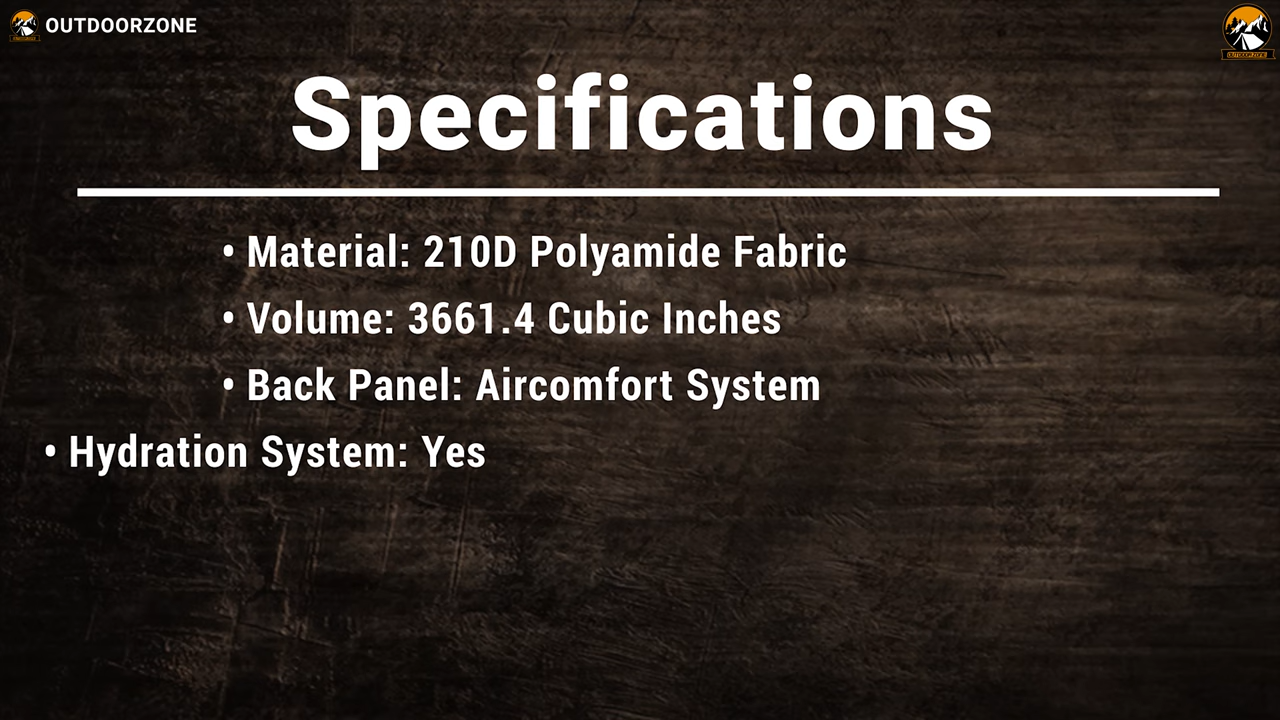 OUTDOORZONE
Specifications
• Material: 210D Polyamide Fabric
• Volume: 3661.4 Cubic Inches
• Back Panel: Aircomfort System
• Hydration System: Yes